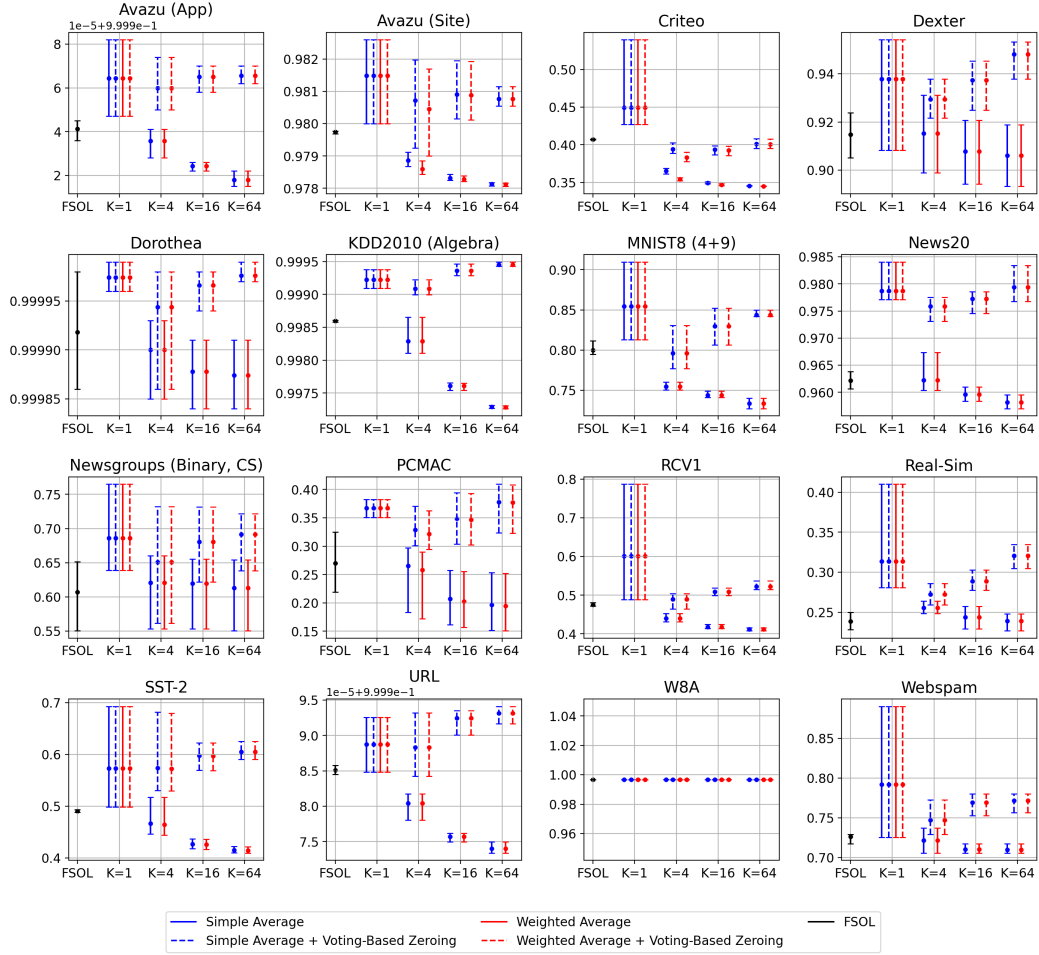 Avazu (App)
1e-5+9.999e-1
8
6
4
2
FSOL K=1 K=4 K=16 K=64
Avazu (Site)
0.982
0.981
0.980
0.979
0.978
FSOL K=1 K=4 K=16 K=64
Criteo
0.50
0.45
0.40
0.35
FSOL K=1 K=4 K=16 K=64
Dexter
0.94
0.92
0.90
FSOL K=1 K=4 K=16 K=64
Dorothea
0.99995
0.99990
0.99985
FSOL K=1 K=4 K=16 K=64
KDD2010 (Algebra)
0.9995
0.9990
0.9985
0.9980
0.9975
FSOL K=1 K=4 K=16 K=64
MNIST8 (4+9)
0.90
0.85
0.80
0.75
FSOL K=1 K=4 K=16 K=64
News20
0.985
0.980
0.975
0.970
0.965
0.960
FSOL K=1 K=4 K=16 K=64
Newsgroups (Binary, CS)
0.75
0.70
0.65
0.60
0.55
FSOL K=1 K=4 K=16 K=64
PCMAC
0.40
0.35
0.30
0.25
0.20
0.15
FSOL K=1 K=4 K=16 K=64
RCV1
0.8
0.7
0.6
0.5
0.4
FSOL K=1 K=4 K=16 K=64
Real-Sim
0.40
0.35
0.30
0.25
FSOL K=1 K=4 K=16 K=64
SST-2
0.7
0.6
0.5
0.4
FSOL K=1 K=4 K=16 K=64
URL
1e-5+9.999e-1
9.5
9.0
8.5
8.0
7.5
FSOL K=1 K=4 K=16 K=64
W8A
1.04
1.02
1.00
0.98
0.96
FSOL K=1 K=4 K=16 K=64
Webspam
0.85
0.80
0.75
0.70
FSOL K=1 K=4 K=16 K=64
Simple Average
Simple Average + Voting-Based Zeroing
Weighted Average
Weighted Average + Voting-Based Zeroing
FSOL